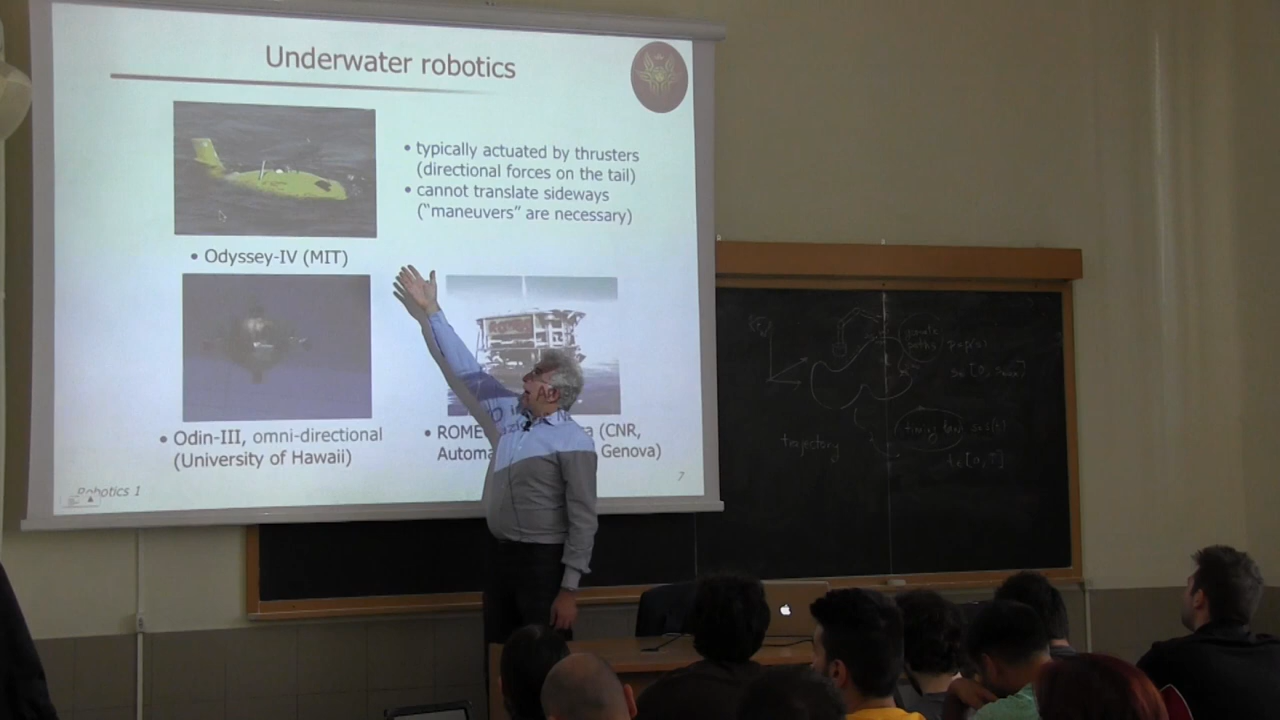 Underwater robotics
• typically actuated by thrusters
(directional forces on the tail)
• cannot translate sideways
("maneuvers" are necessary)
• Odyssey-IV (MIT)
• Odin-III, omni-directional
(University of Hawaii)
• ROME
a (CNR,
Genova)
Robotics 1
7
paths
trajectory